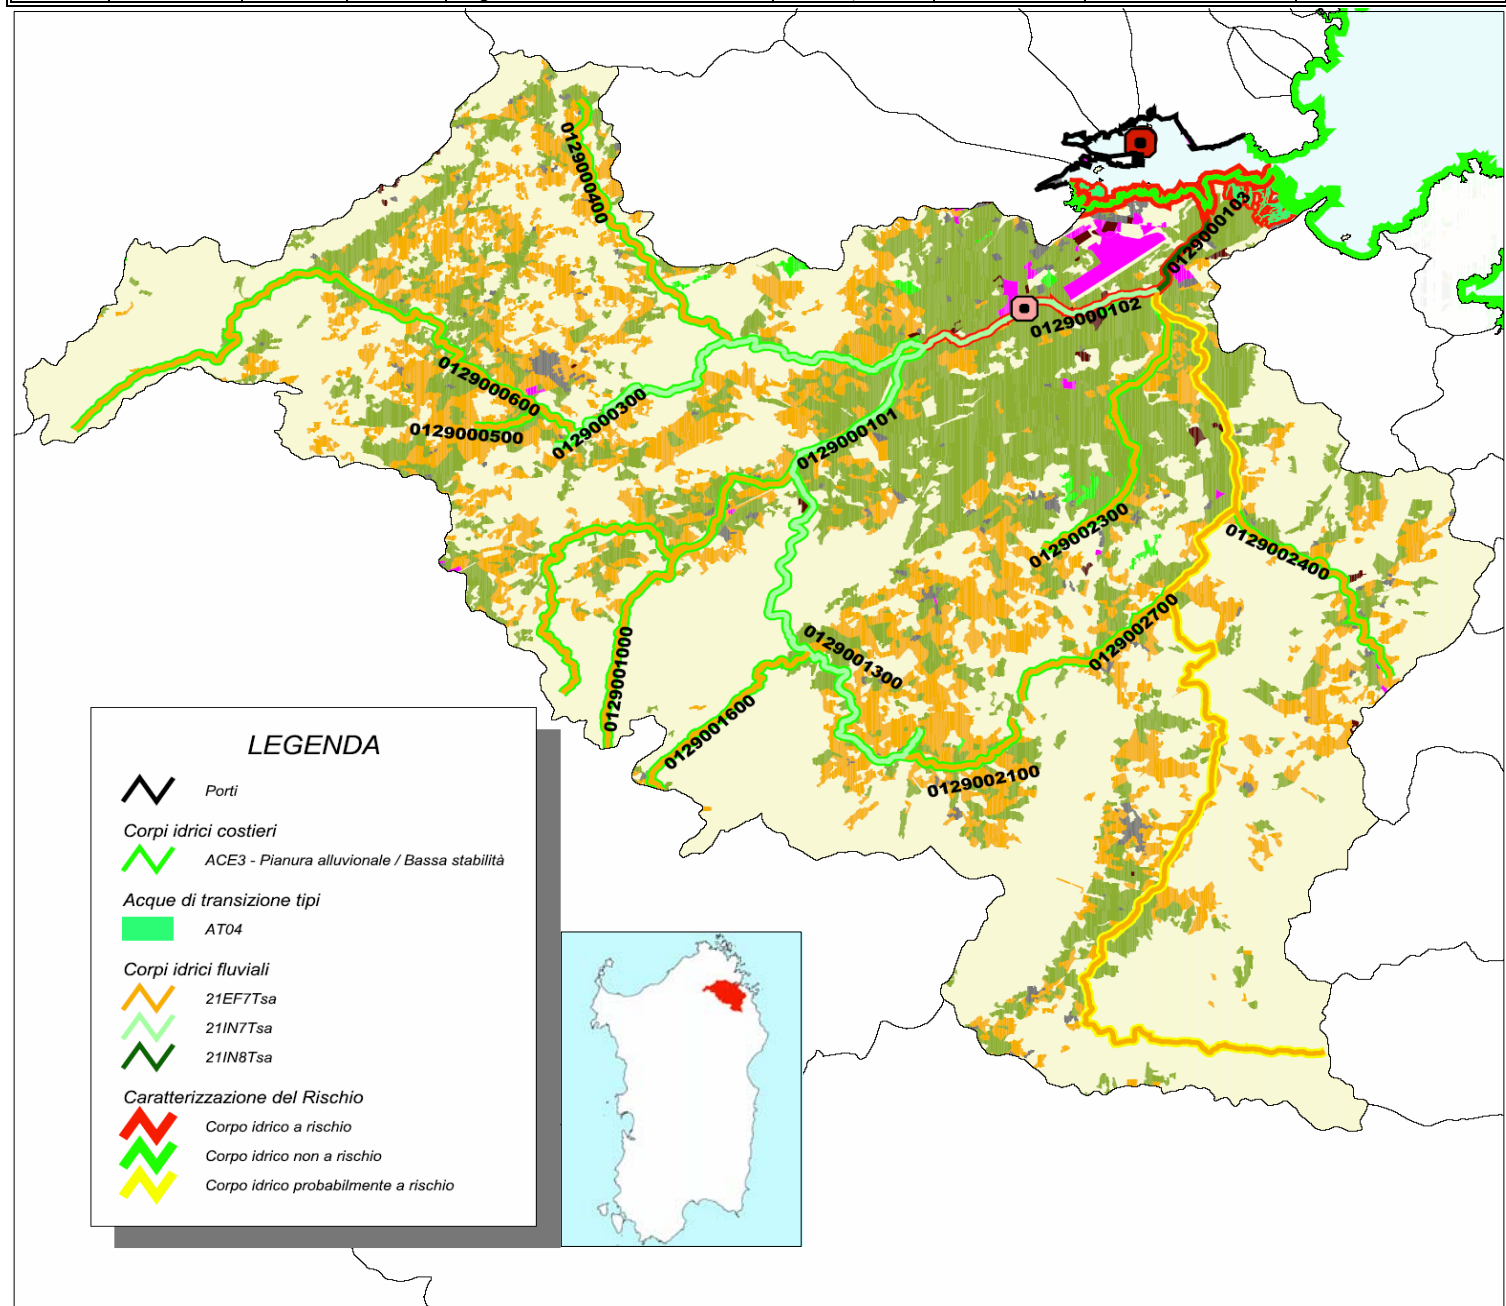 0129000400
0129000103
0129000102
0129000600
0129000300
0129000500
0129000101
0129002300
0129002400
0129002700
0129001000
0129001300
0129001600
0129002100
LEGENDA
Porti
Corpi idrici costieri
ACE3 - Pianura alluvionale / Bassa stabilità
Acque di transizione tipi
AT04
Corpi idrici fluviali
21EF7Tsa
21IN7Tsa
21IN8Tsa
Caratterizzazione del Rischio
Corpo idrico a rischio
Corpo idrico non a rischio
Corpo idrico probabilmente a rischio